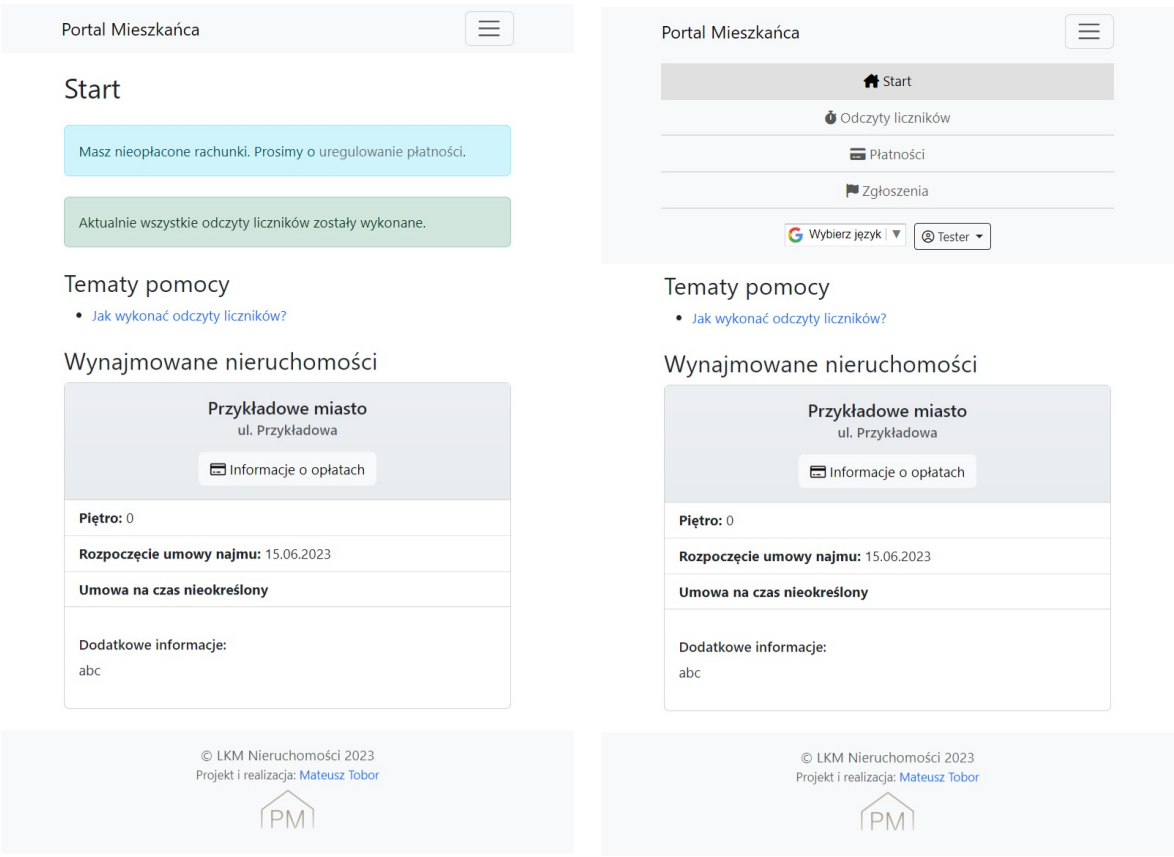 Portal Mieszkańca
Start
Masz nieopłacone rachunki. Prosimy o uregulowanie płatności.
Aktualnie wszystkie odczyty liczników zostały wykonane.
Tematy pomocy
Jak wykonać odczyty liczników?
Wynajmowane nieruchomości
Przykładowe miasto
ul. Przykładowa
Informacje o opłatach
Piętro: 0
Rozpoczęcie umowy najmu: 15.06.2023
Umowa na czas nieokreślony
Dodatkowe informacje:
abc
© LKM Nieruchomości 2023
Projekt i realizacja: Mateusz Tobor
PM
Portal Mieszkańca
Start
Odczyty liczników
Płatności
Zgłoszenia
G Wybierz język ▼ Tester
Tematy pomocy
Jak wykonać odczyty liczników?
Wynajmowane nieruchomości
Przykładowe miasto
ul. Przykładowa
Informacje o opłatach
Piętro: 0
Rozpoczęcie umowy najmu: 15.06.2023
Umowa na czas nieokreślony
Dodatkowe informacje:
abc
© LKM Nieruchomości 2023
Projekt i realizacja: Mateusz Tobor
PM